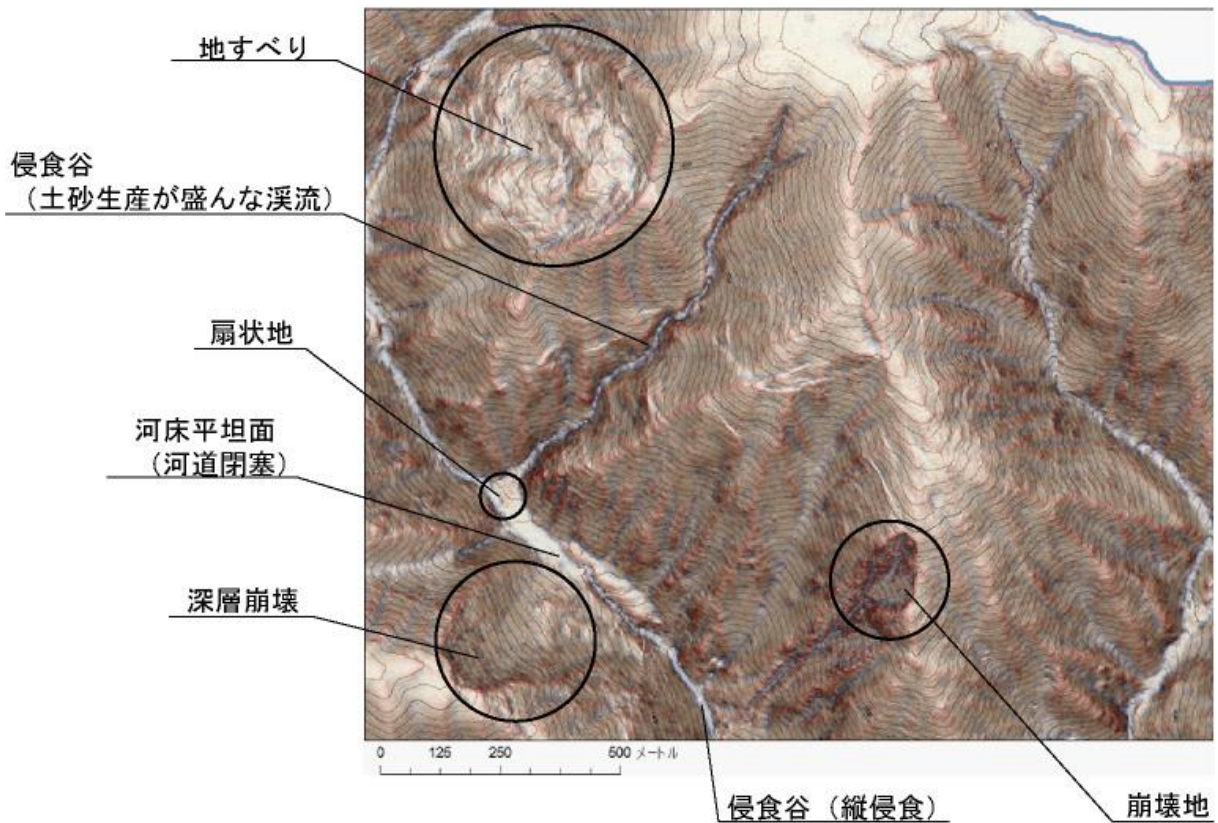 地すべり
侵食谷
（土砂生産が盛んな渓流）
扇状地
河床平坦面
（河道閉塞）
深層崩壊
0 125 250 500 メートル
侵食谷（縦侵食）
崩壊地